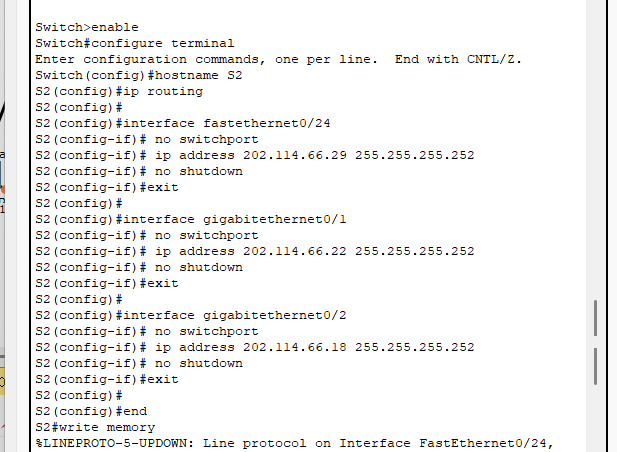 Switch>enable
Switch#configure terminal
Enter configuration commands, one per line.  End with CNTL/Z.
Switch(config)#hostname S2
S2(config)#ip routing
S2(config)#
S2(config)#interface fastethernet0/24
S2(config-if)# no switchport
S2(config-if)# ip address 202.114.66.29 255.255.255.252
S2(config-if)# no shutdown
S2(config-if)#exit
S2(config)#
S2(config)#interface gigabitethernet0/1
S2(config-if)# no switchport
S2(config-if)# ip address 202.114.66.22 255.255.255.252
S2(config-if)# no shutdown
S2(config-if)#exit
S2(config)#
S2(config)#interface gigabitethernet0/2
S2(config-if)# no switchport
S2(config-if)# ip address 202.114.66.18 255.255.255.252
S2(config-if)# no shutdown
S2(config-if)#exit
S2(config)#
S2(config)#end
S2#write memory
%LINEPROTO-5-UPDOWN: Line protocol on Interface FastEthernet0/24,